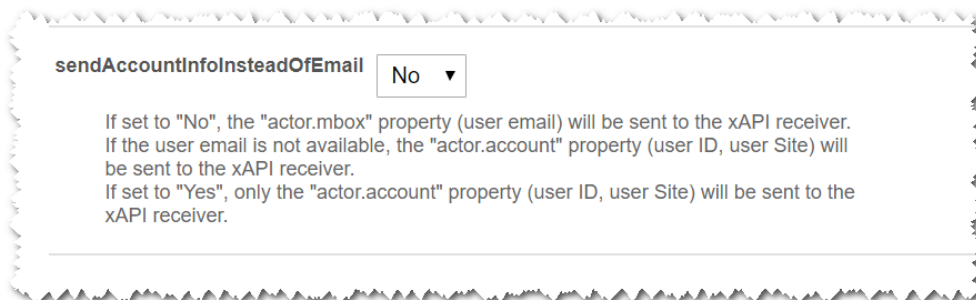 sendAccountInfoInsteadOfEmail No
If set to "No", the "actor.mbox" property (user email) will be sent to the xAPI receiver.
If the user email is not available, the "actor.account" property (user ID, user Site) will
be sent to the xAPI receiver.
If set to "Yes", only the "actor.account" property (user ID, user Site) will be sent to the
xAPI receiver.